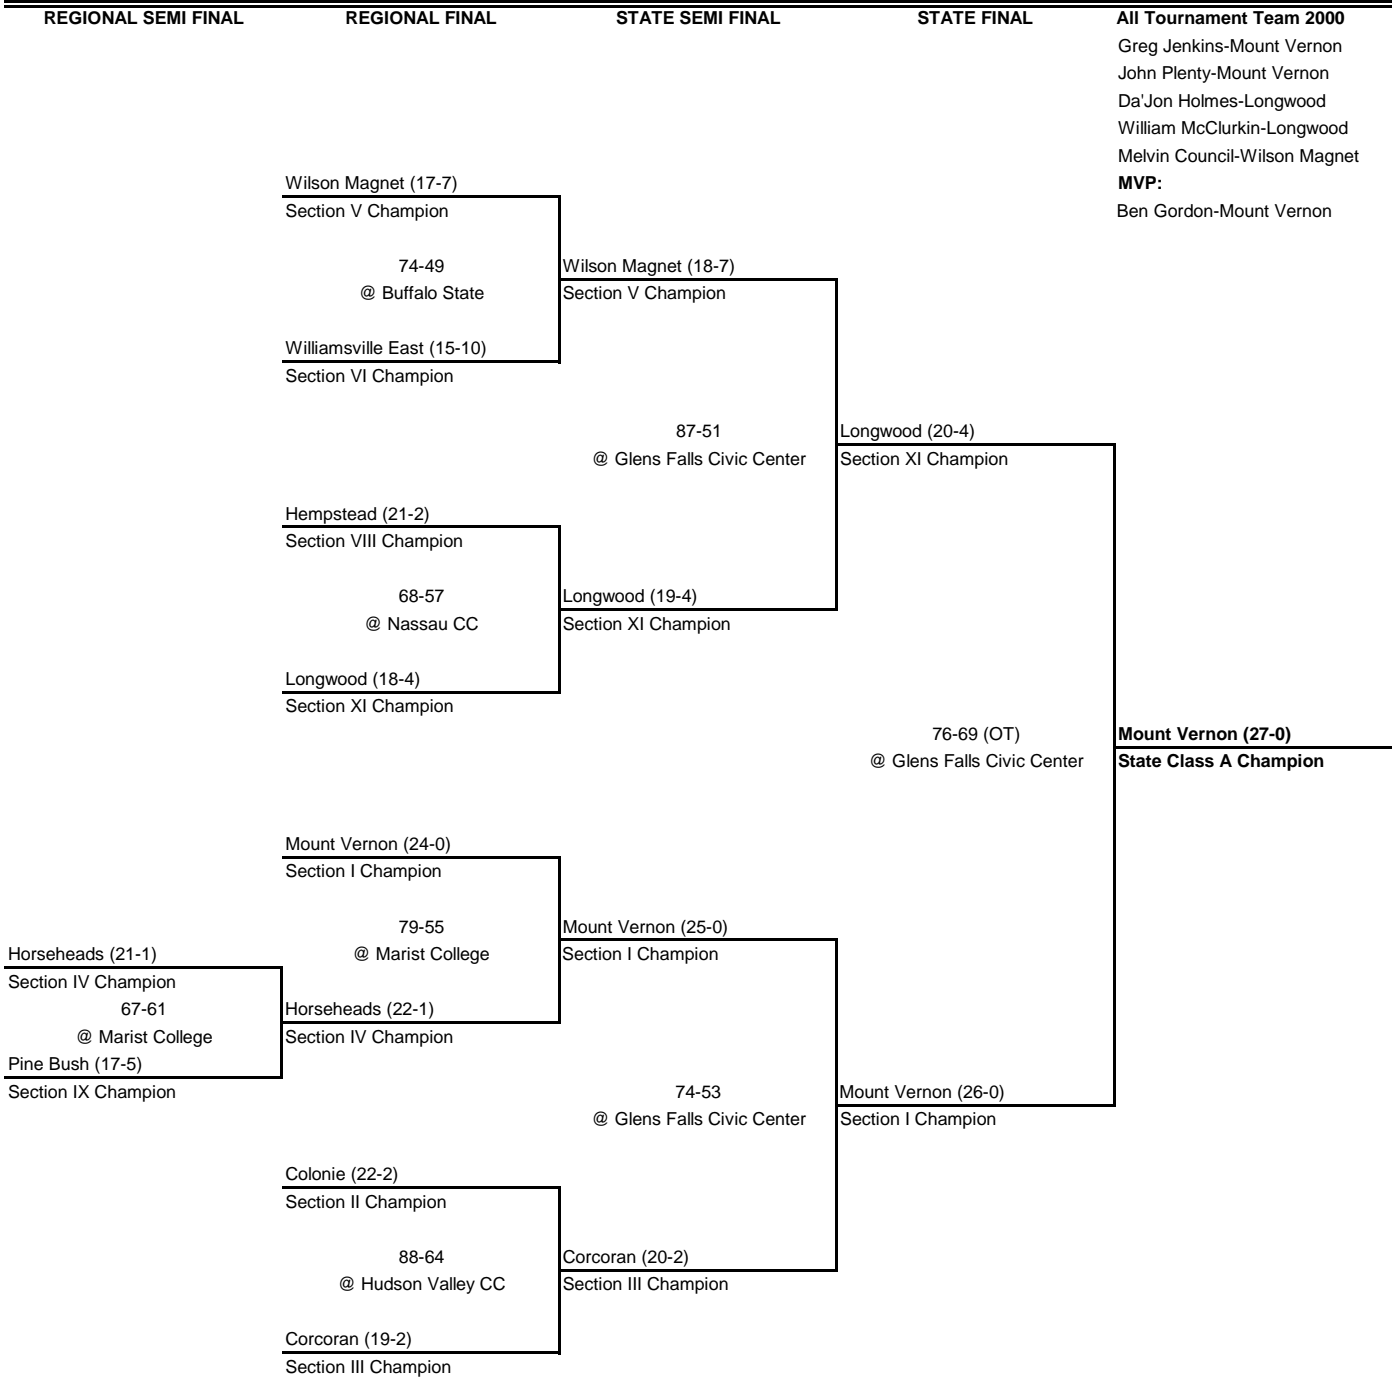 REGIONAL SEMI FINAL REGIONAL FINAL STATE SEMI FINAL STATE FINAL All Tournament Team 2000
Greg Jenkins-Mount Vernon
John Plenty-Mount Vernon
Da'Jon Holmes-Longwood
William McClurkin-Longwood
Melvin Council-Wilson Magnet
Wilson Magnet (17-7) MVP:
Section V Champion Ben Gordon-Mount Vernon
74-49 Wilson Magnet (18-7)
@ Buffalo State Section V Champion
Williamsville East (15-10)
Section VI Champion
87-51 Longwood (20-4)
@ Glens Falls Civic Center Section XI Champion
Hempstead (21-2)
Section VIII Champion
68-57 Longwood (19-4)
@ Nassau CC Section XI Champion
Longwood (18-4)
Section XI Champion
76-69 (OT) Mount Vernon (27-0)
@ Glens Falls Civic Center State Class A Champion
Mount Vernon (24-0)
Section I Champion
79-55 Mount Vernon (25-0)
Horseheads (21-1) @ Marist College Section I Champion
Section IV Champion
67-61 Horseheads (22-1)
@ Marist College Section IV Champion
Pine Bush (17-5)
Section IX Champion 74-53 Mount Vernon (26-0)
@ Glens Falls Civic Center Section I Champion
Colonie (22-2)
Section II Champion
88-64 Corcoran (20-2)
@ Hudson Valley CC Section III Champion
Corcoran (19-2)
Section III Champion